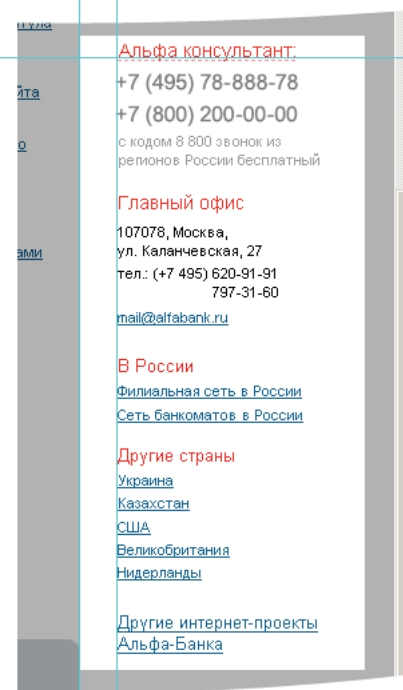 йта
о
ами
Альфа консультант:
+7 (495) 78-888-78
+7 (800) 200-00-00
с кодом 8 800 звонок из
регионов России бесплатный
Главный офис
107078, Москва,
ул. Каланчевская, 27
тел.: (+7 495) 620-91-91
797-31-60
mail@alfabank.ru
В России
Филиальная сеть в России
Сеть банкоматов в России
Другие страны
Украина
Казахстан
США
Великобритания
Нидерланды
Другие интернет-проекты
Альфа-Банка